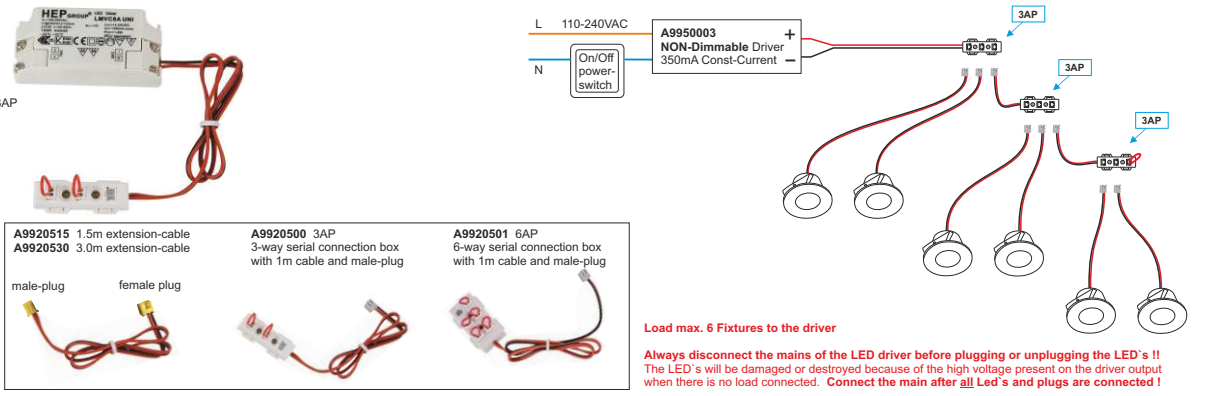 HEP GROUP® LED Driver
LMVC8A UNI
3AP
L 110-240VAC
N
On/Off
power-
switch
A9950003 +
NON-Dimmable Driver
350mA Const-Current −
3AP
3AP
3AP
A9920515 1.5m extension-cable
A9920530 3.0m extension-cable
male-plug female plug
A9920500 3AP
3-way serial connection box
with 1m cable and male-plug
A9920501 6AP
6-way serial connection box
with 1m cable and male-plug
Load max. 6 Fixtures to the driver
Always disconnect the mains of the LED driver before plugging or unplugging the LED`s !!
The LED`s will be damaged or destroyed because of the high voltage present on the driver output
when there is no load connected. Connect the main after all Led`s and plugs are connected !